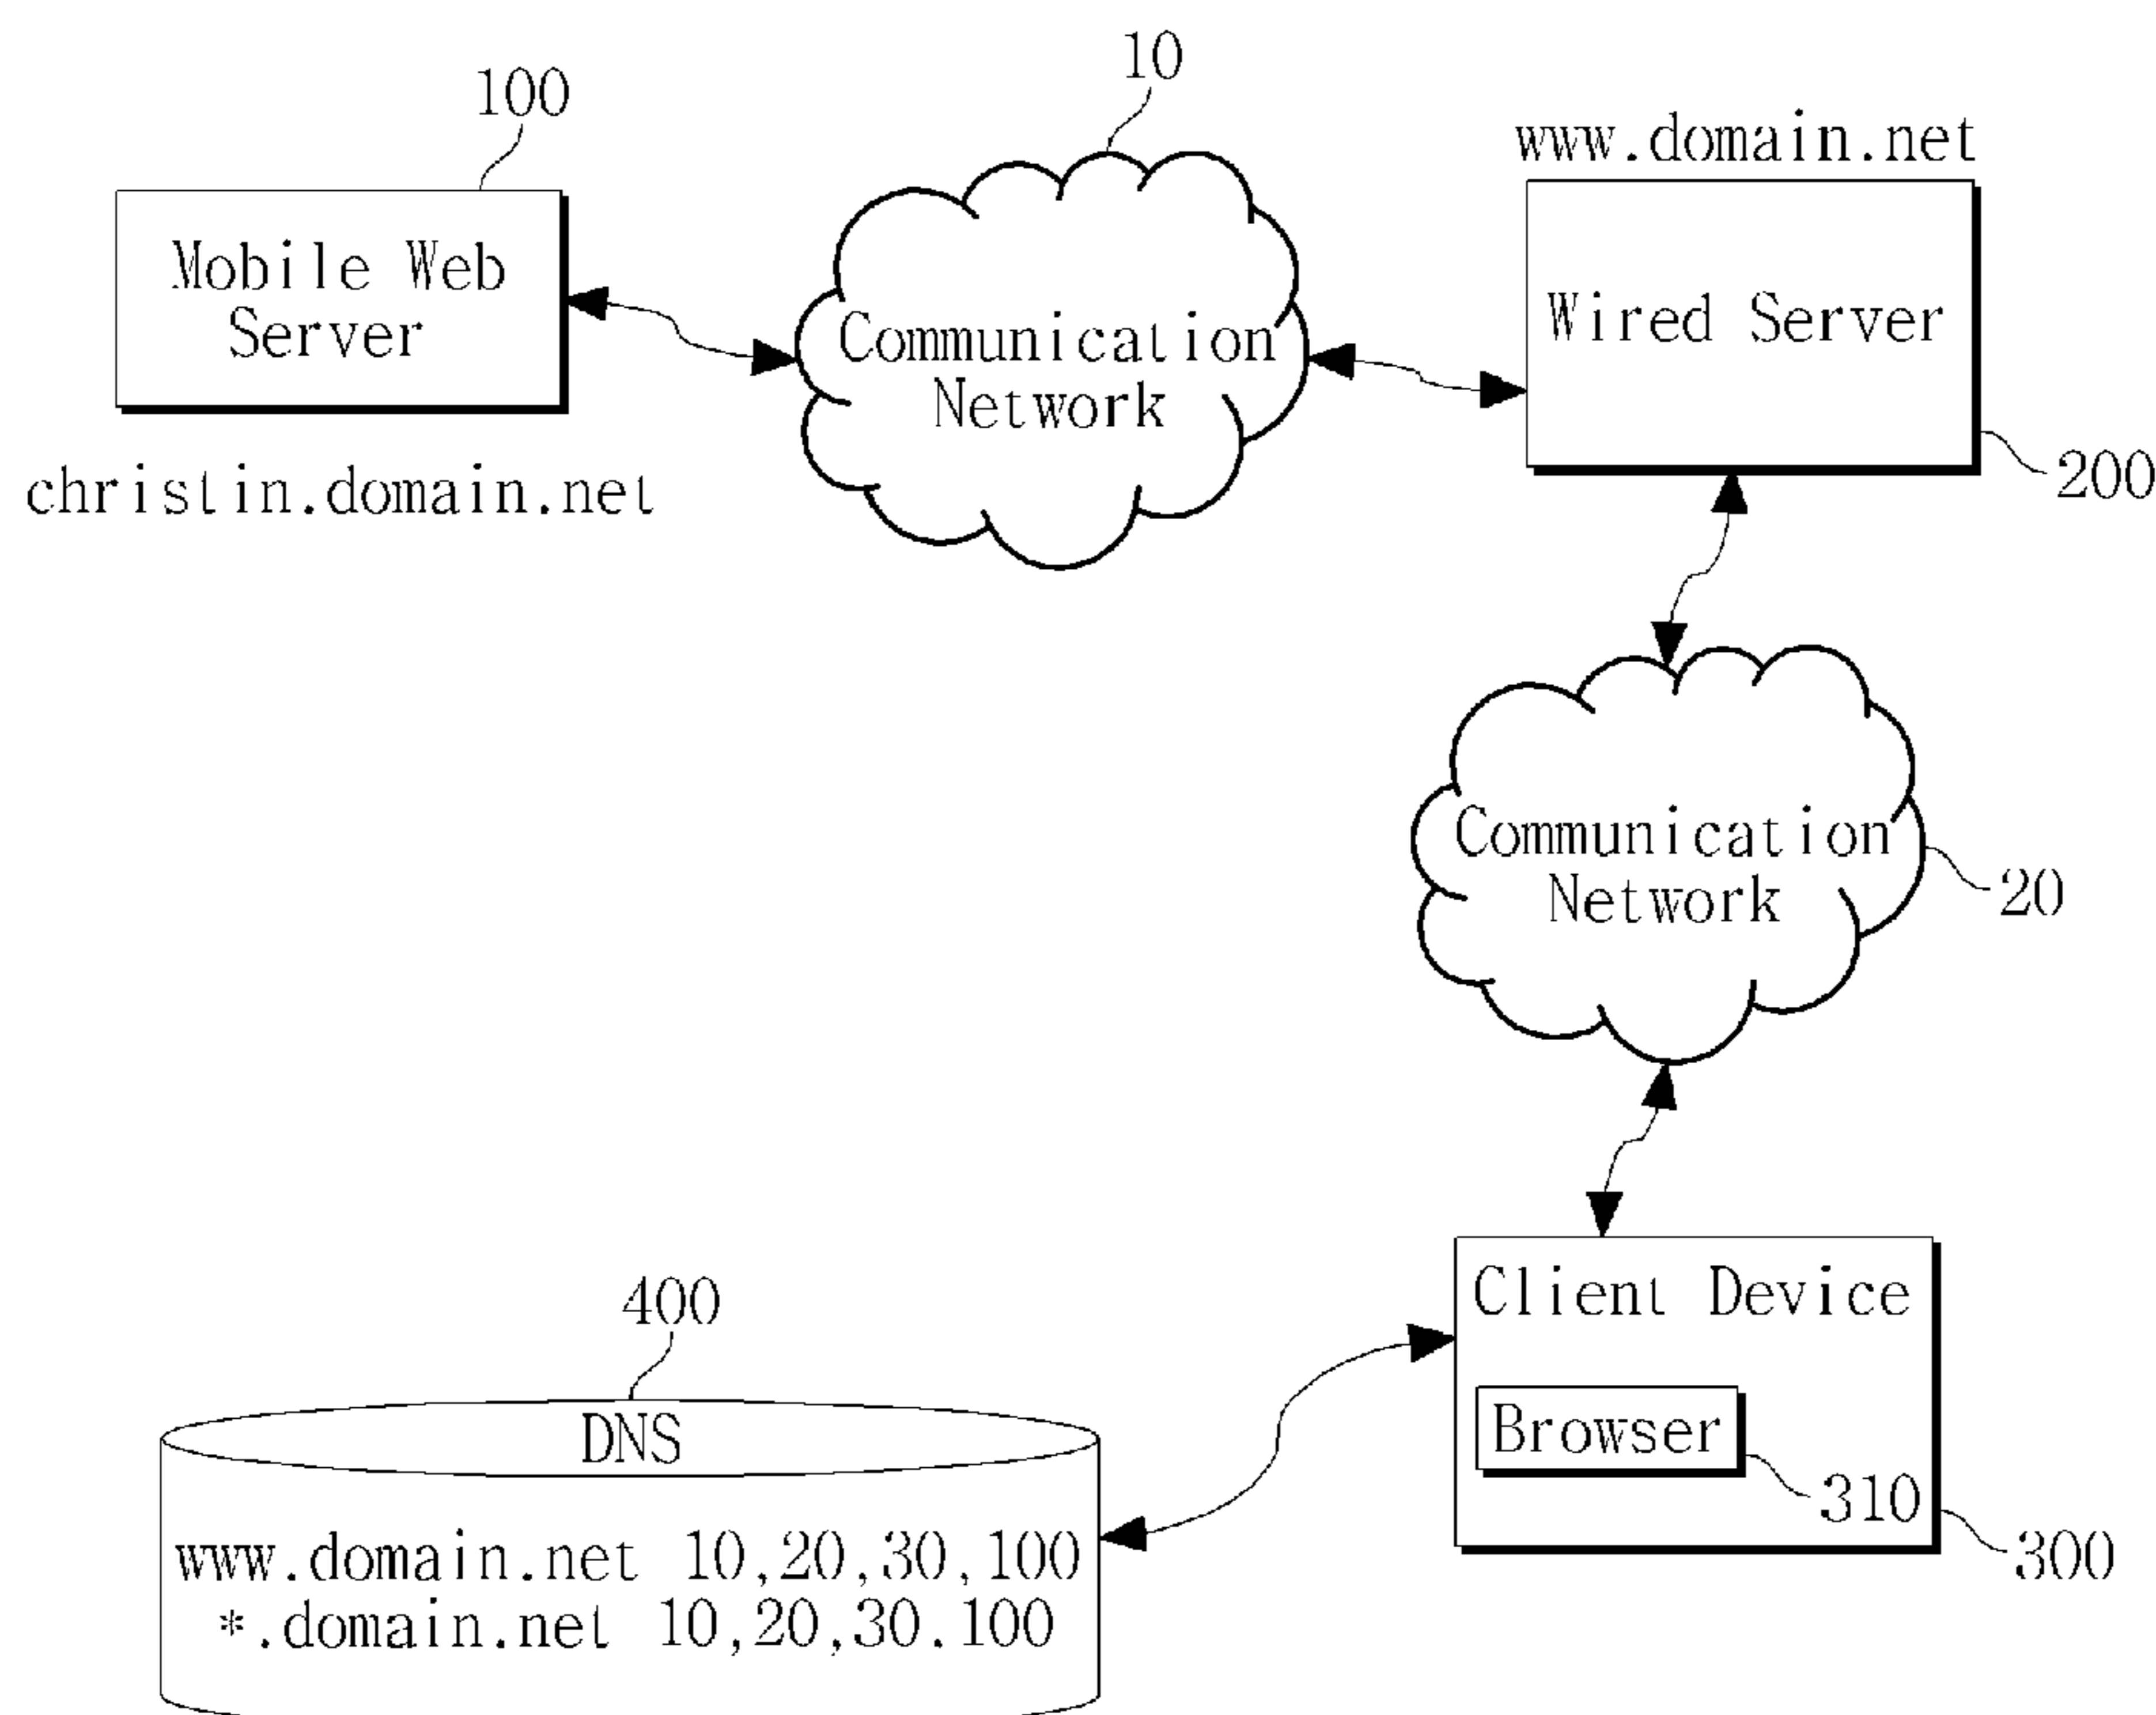 10
100
www.domain.net
Mobile Web
Server
Communication
Network
Wired Server
200
christin.domain.net
Communication
Network
20
Client Device
400
DNS
Browser
310
300
www.domain.net 10,20,30,100
*.domain.net 10,20,30.100